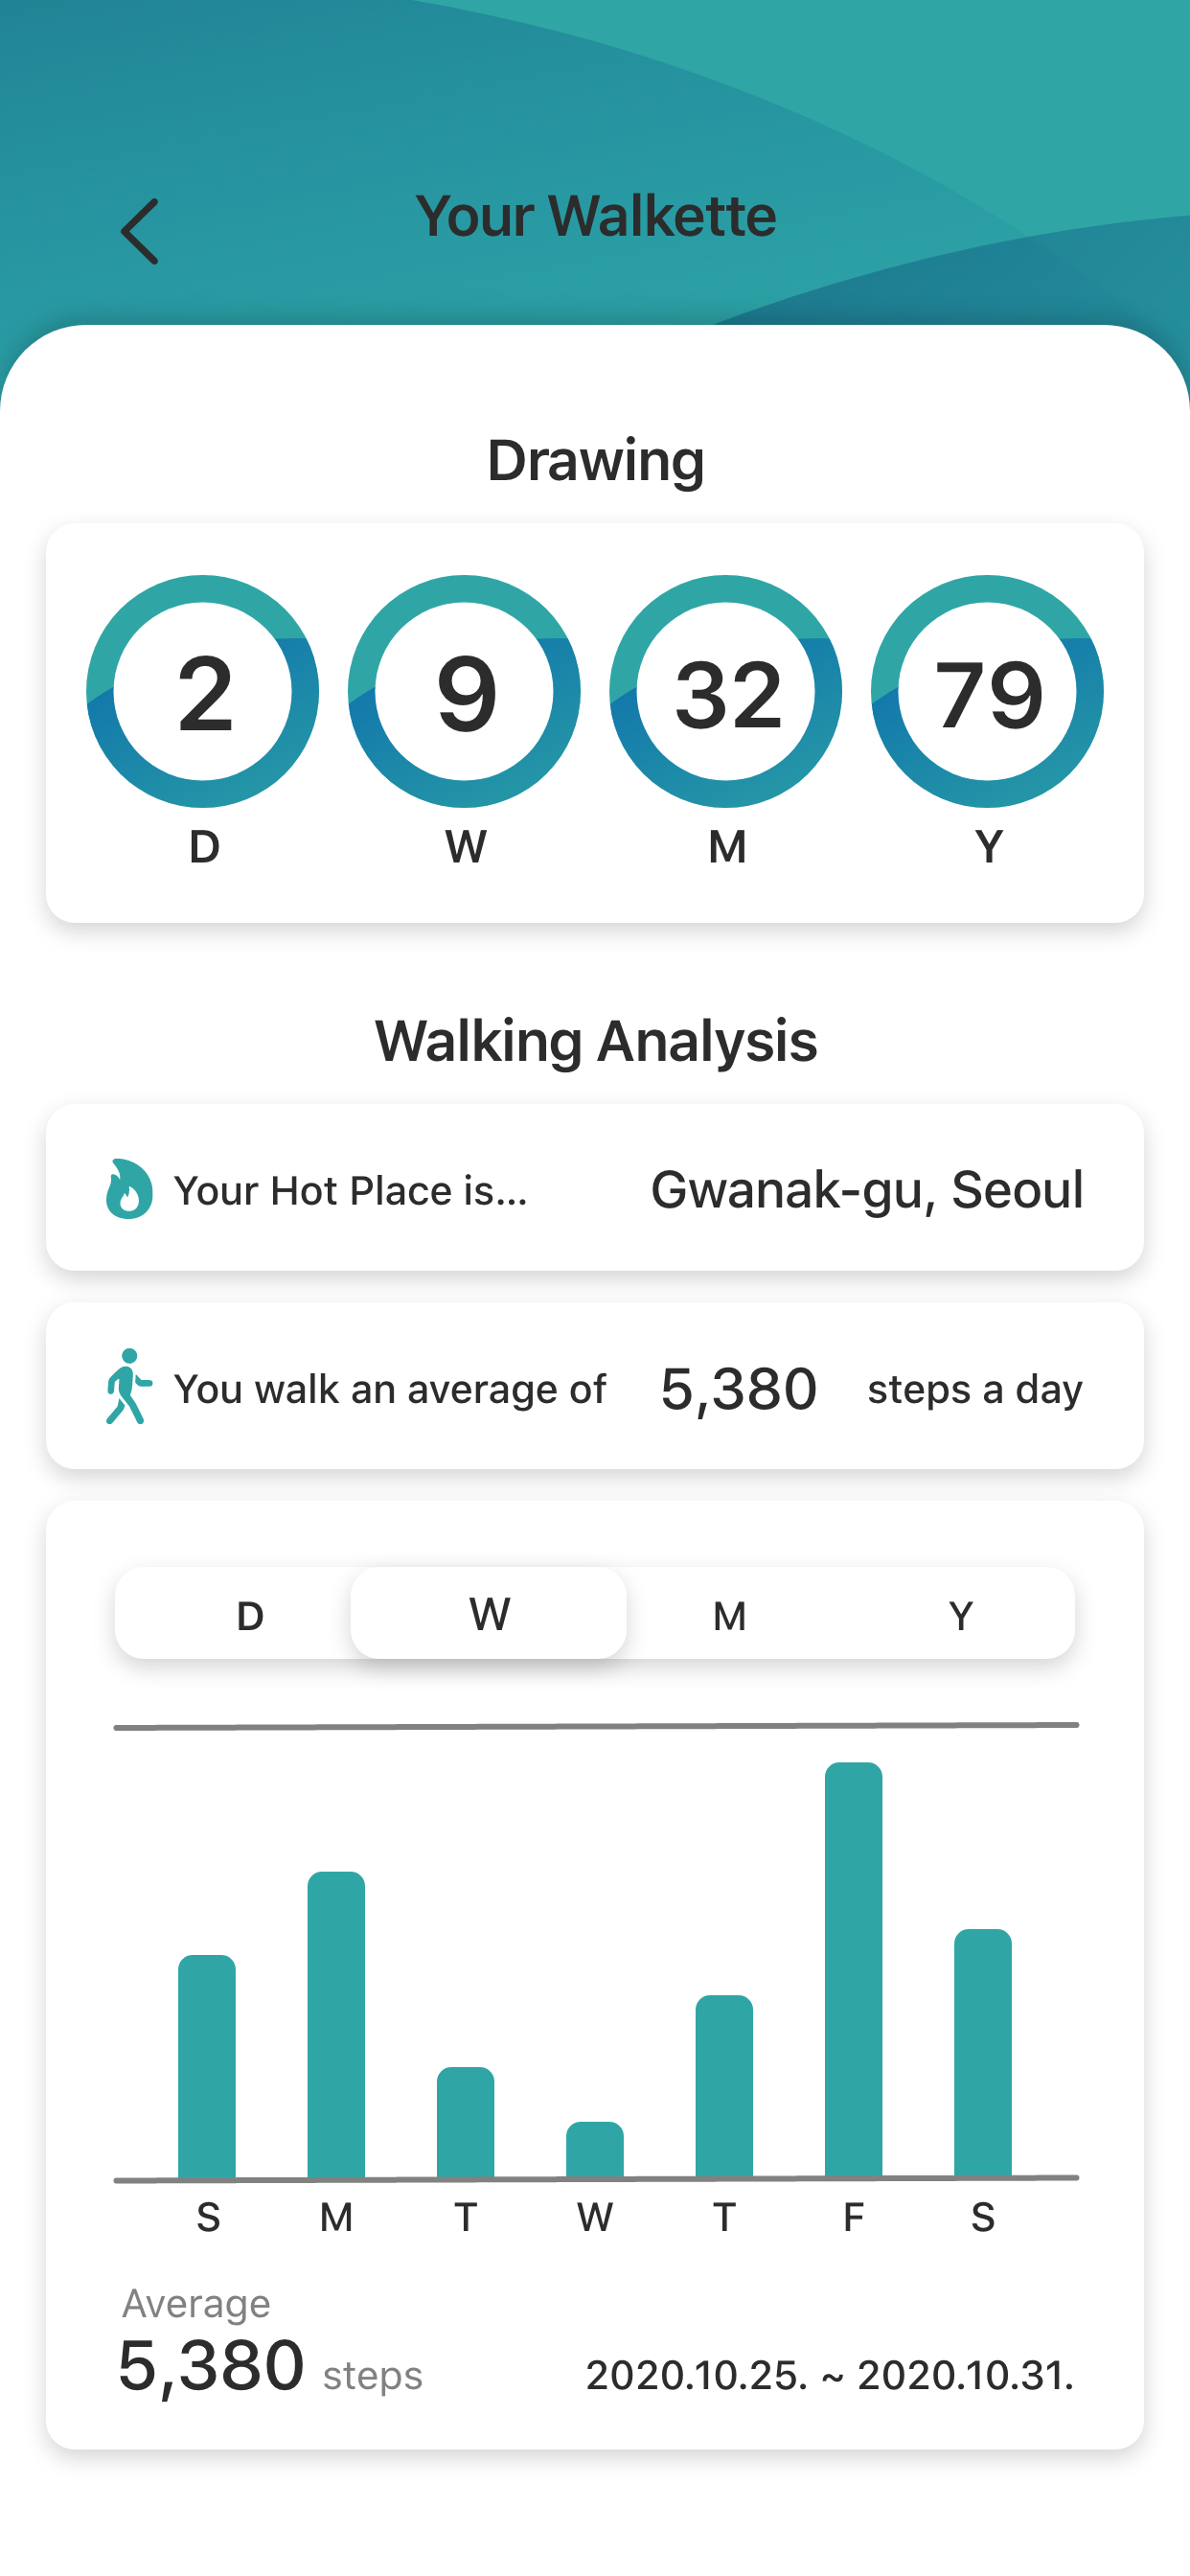 Your Walkette
Drawing
2 9 32 79
D W M Y
Walking Analysis
Your Hot Place is... Gwanak-gu, Seoul
You walk an average of 5,380 steps a day
D W M Y
S M T W T F S
Average
5,380 steps 2020.10.25. ~ 2020.10.31.